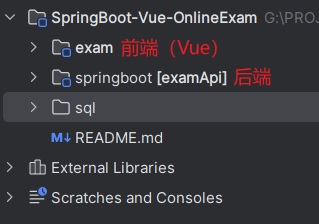 SpringBoot-Vue-OnlineExam G:\PRO
exam 前端（Vue）
springboot [examApi] 后端
sql
M↓ README.md
External Libraries
Scratches and Consoles